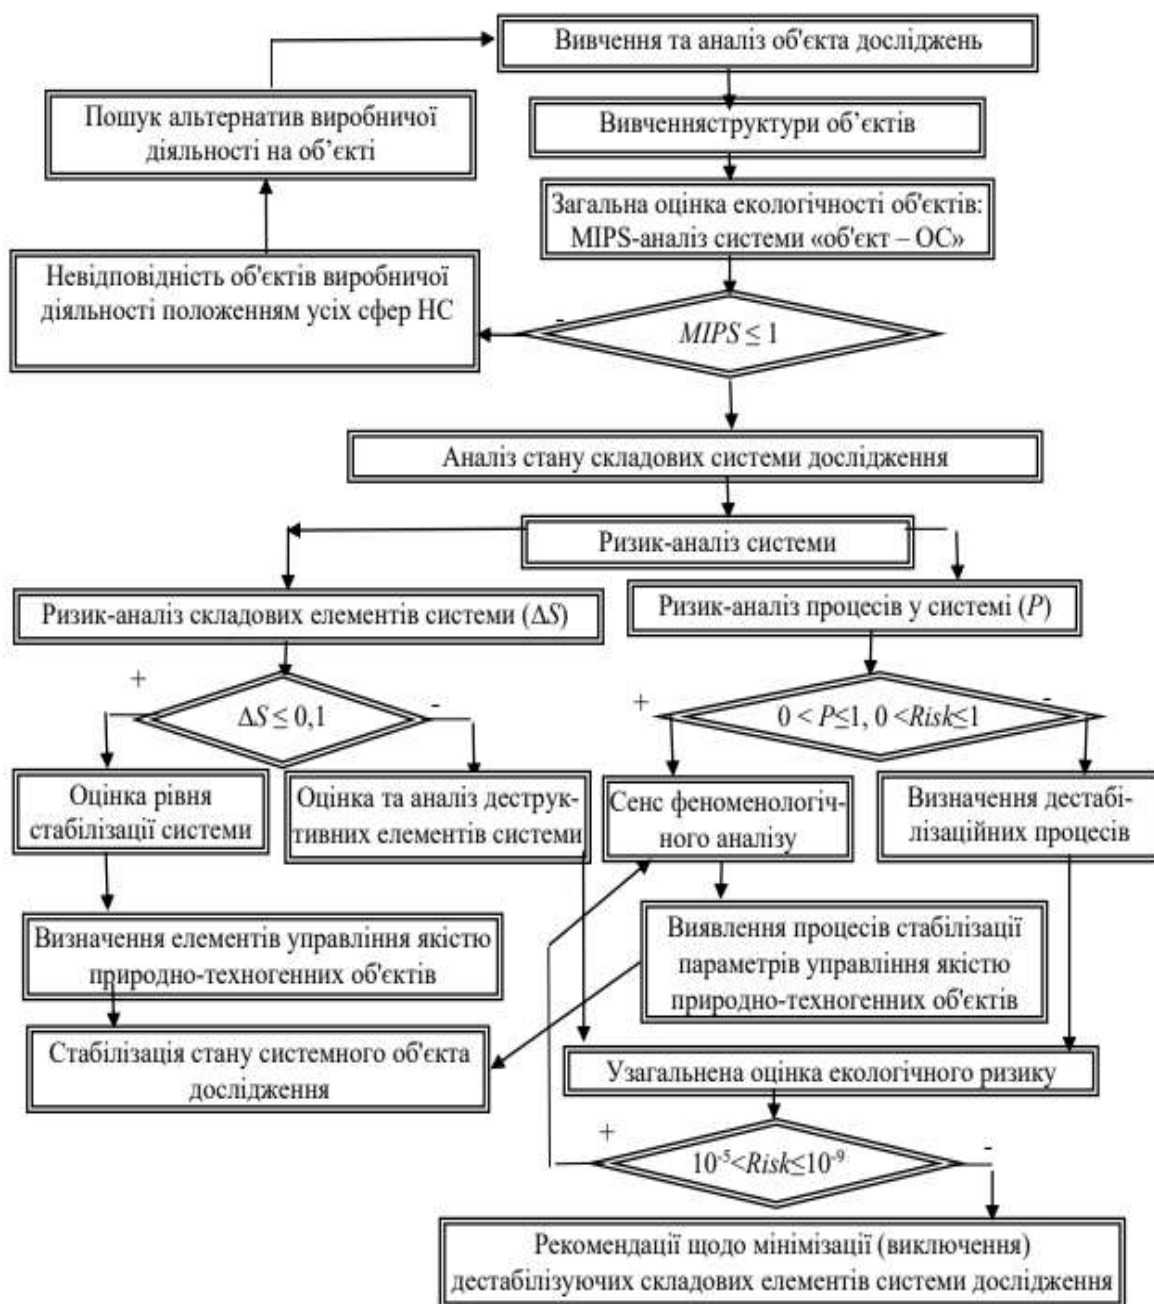 Вивчення та аналіз об'єкта досліджень
Пошук альтернатив виробничої
діяльності на об’єкті
Вивченняструктури об’єктів
Загальна оцінка екологічності об'єктів:
MIPS-аналіз системи «об'єкт – ОС»
Невідповідність об'єктів виробничої
діяльності положенням усіх сфер НС
-
MIPS ≤ 1
Аналіз стану складових системи дослідження
Ризик-аналіз системи
Ризик-аналіз складових елементів системи (ΔS)
Ризик-аналіз процесів у системі (P)
+
ΔS ≤ 0,1
-
+
0 < P≤1, 0 <Risk≤1
-
Оцінка рівня
стабілізації системи
Оцінка та аналіз деструк-
тивних елементів системи
Сенс феноменологіч-
ного аналізу
Визначення дестабі-
лізаційних процесів
Визначення елементів управління якістю
природно-техногенних об'єктів
Виявлення процесів стабілізації
параметрів управління якістю
природно-техногенних об'єктів
Стабілізація стану системного об'єкта
дослідження
Узагальнена оцінка екологічного ризику
+
10⁻⁵<Risk≤10⁻⁹
-
Рекомендації щодо мінімізації (виключення)
дестабілізуючих складових елементів системи дослідження